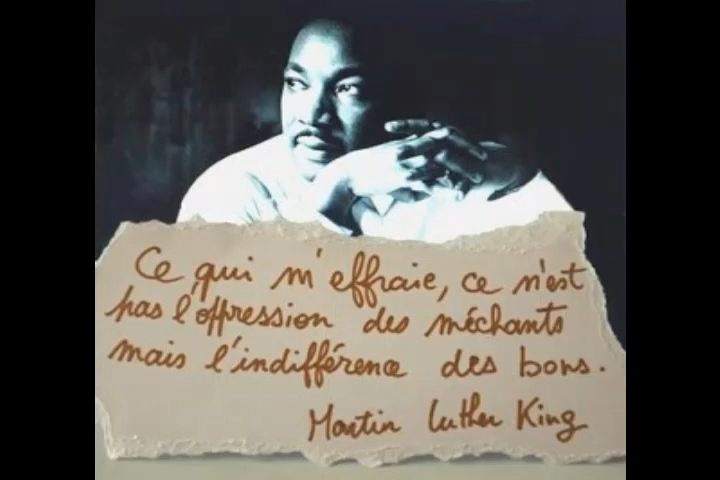 Ce qui m'effraie, ce n'est
pas l'oppression des méchants
mais l'indifférence des bons.
Martin Luther King